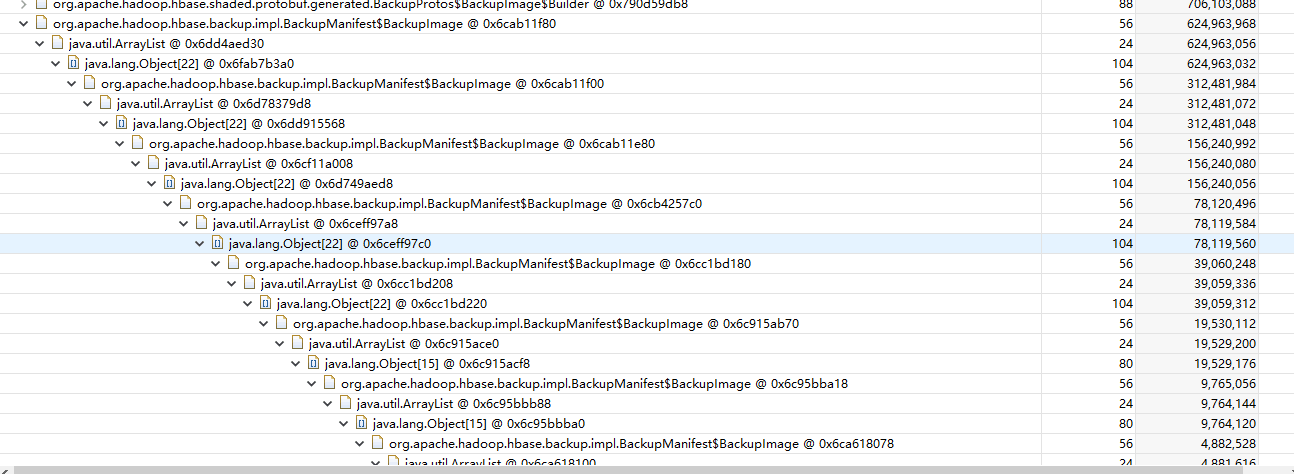 org.apache.hadoop.hbase.shaded.protobuf.generated.BackupProtos$BackupImage$Builder @ 0x790d59db8 88 706,103,088
org.apache.hadoop.hbase.backup.impl.BackupManifest$BackupImage @ 0x6cab11f80 56 624,963,968
java.util.ArrayList @ 0x6dd4aed30 24 624,963,056
java.lang.Object[22] @ 0x6fab7b3a0 104 624,963,032
org.apache.hadoop.hbase.backup.impl.BackupManifest$BackupImage @ 0x6cab11f00 56 312,481,984
java.util.ArrayList @ 0x6d78379d8 24 312,481,072
java.lang.Object[22] @ 0x6dd915568 104 312,481,048
org.apache.hadoop.hbase.backup.impl.BackupManifest$BackupImage @ 0x6cab11e80 56 156,240,992
java.util.ArrayList @ 0x6cf11a008 24 156,240,080
java.lang.Object[22] @ 0x6d749aed8 104 156,240,056
org.apache.hadoop.hbase.backup.impl.BackupManifest$BackupImage @ 0x6cb4257c0 56 78,120,496
java.util.ArrayList @ 0x6ceff97a8 24 78,119,584
java.lang.Object[22] @ 0x6ceff97c0 104 78,119,560
org.apache.hadoop.hbase.backup.impl.BackupManifest$BackupImage @ 0x6cc1bd180 56 39,060,248
java.util.ArrayList @ 0x6cc1bd208 24 39,059,336
java.lang.Object[22] @ 0x6cc1bd220 104 39,059,312
org.apache.hadoop.hbase.backup.impl.BackupManifest$BackupImage @ 0x6c915ab70 56 19,530,112
java.util.ArrayList @ 0x6c915ace0 24 19,529,200
java.lang.Object[15] @ 0x6c915acf8 80 19,529,176
org.apache.hadoop.hbase.backup.impl.BackupManifest$BackupImage @ 0x6c95bba18 56 9,765,056
java.util.ArrayList @ 0x6c95bbb88 24 9,764,144
java.lang.Object[15] @ 0x6c95bbba0 80 9,764,120
org.apache.hadoop.hbase.backup.impl.BackupManifest$BackupImage @ 0x6ca618078 56 4,882,528
java.util.ArrayList @ 0x6ca618100 24 4,881,616